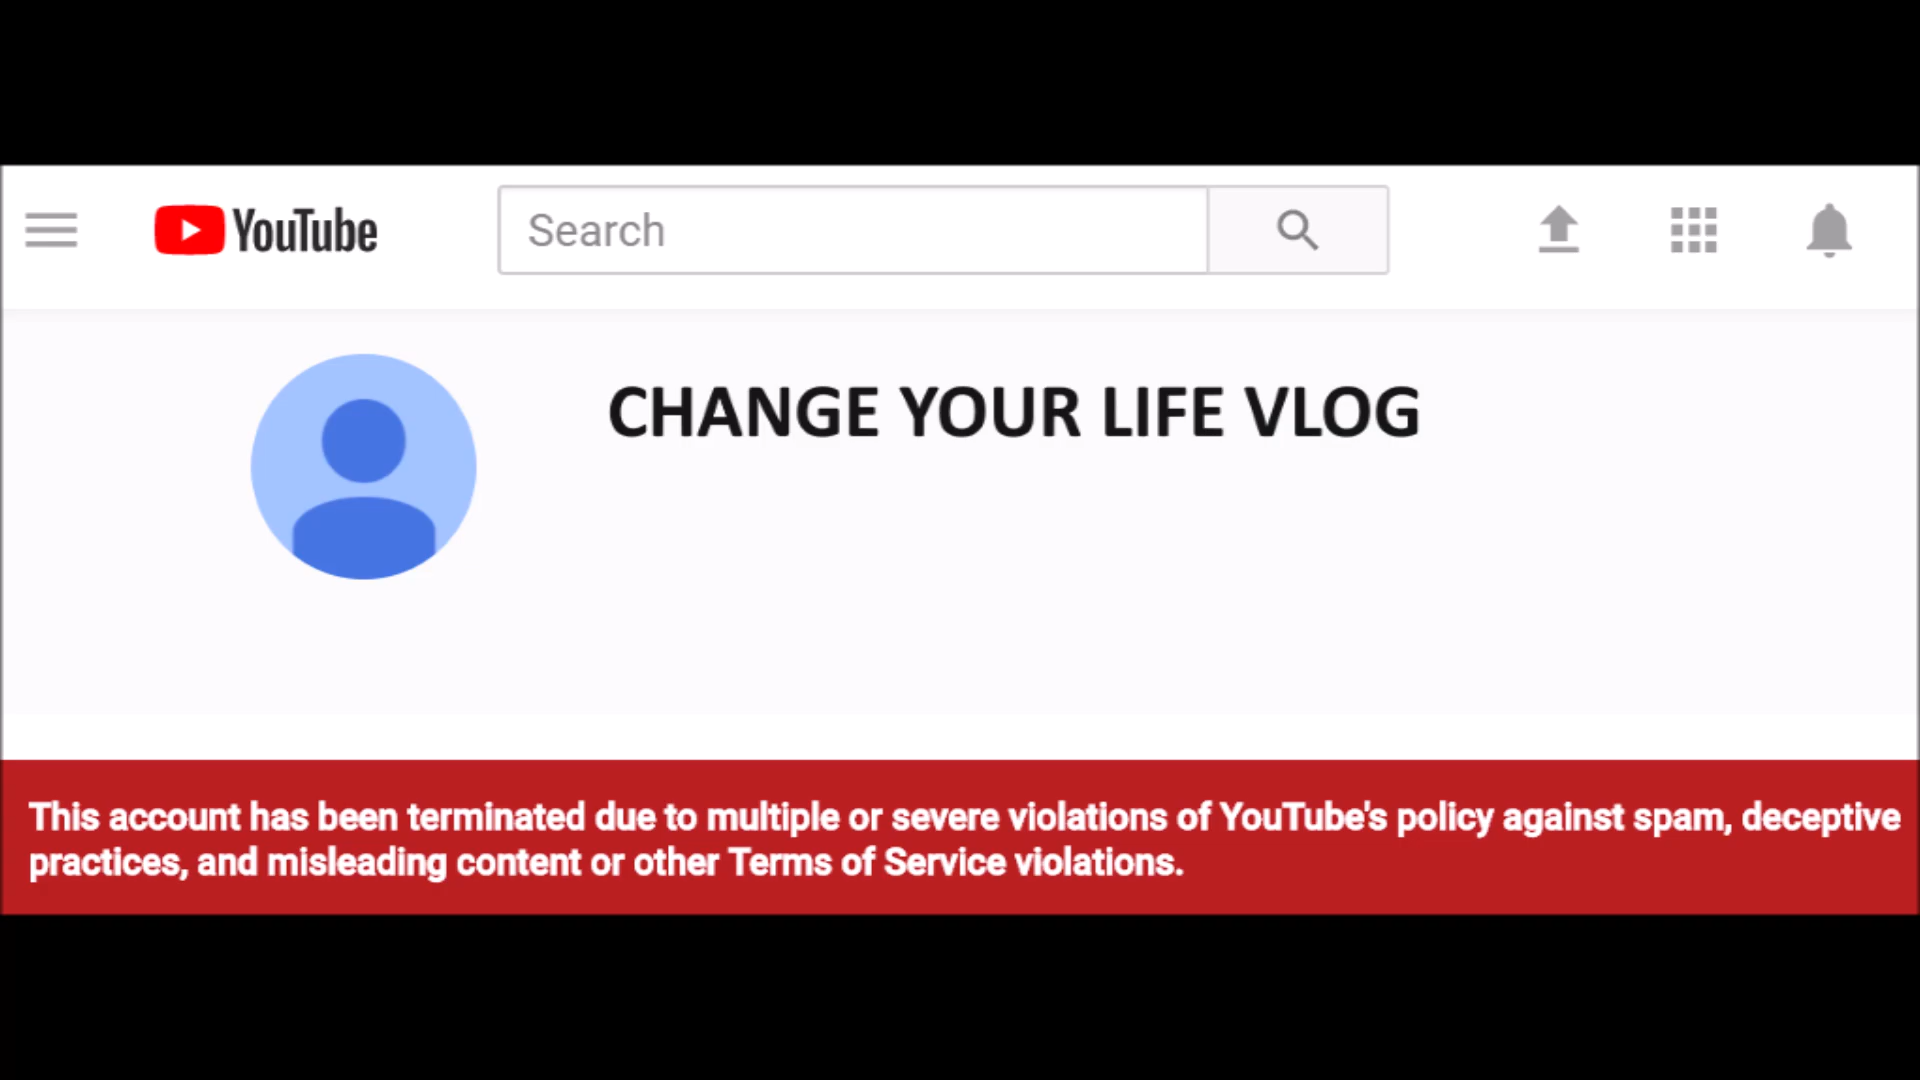 YouTube
Search
CHANGE YOUR LIFE VLOG
This account has been terminated due to multiple or severe violations of YouTube's policy against spam, deceptive
practices, and misleading content or other Terms of Service violations.